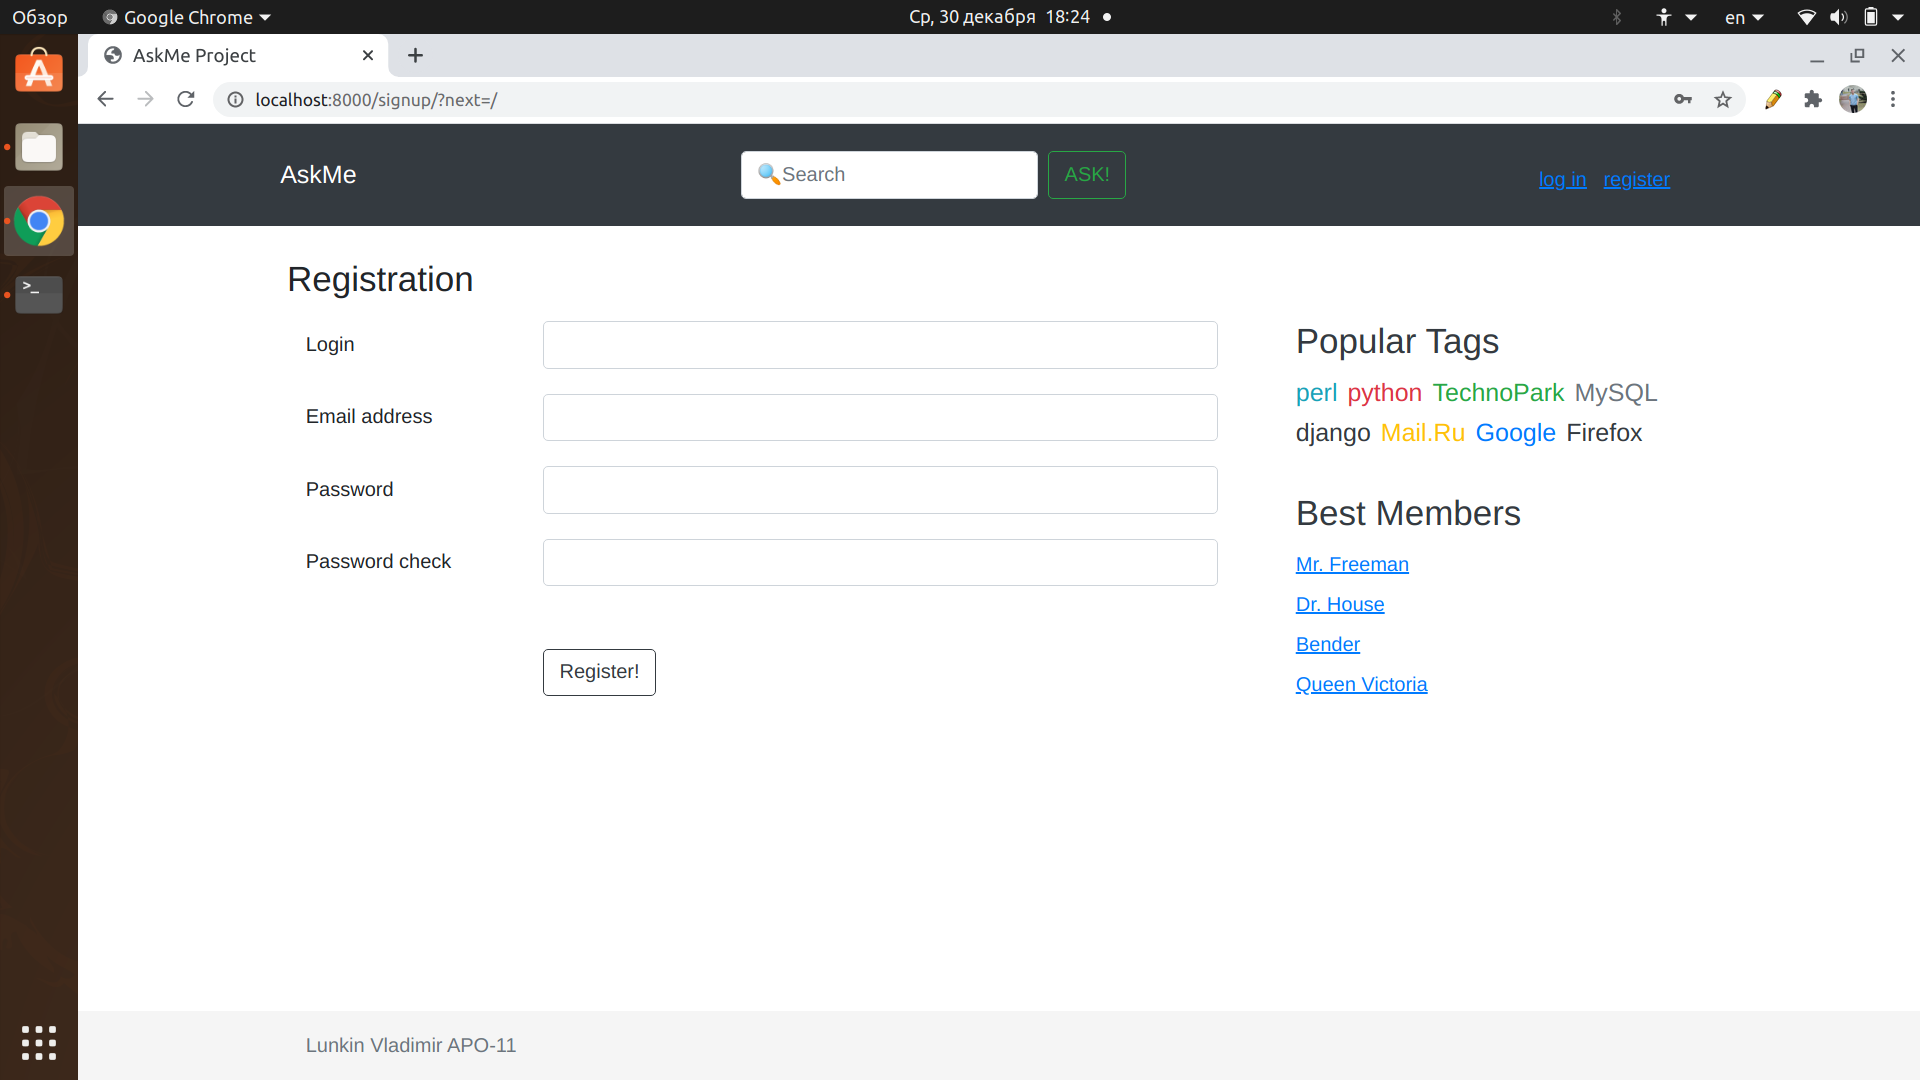 Обзор Google Chrome Ср, 30 декабря 18:24 en
AskMe Project
localhost:8000/signup/?next=/
AskMe Search ASK! log in register
Registration
Login
Email address
Password
Password check
Register!
Popular Tags
perl python TechnoPark MySQL
django Mail.Ru Google Firefox
Best Members
Mr. Freeman
Dr. House
Bender
Queen Victoria
Lunkin Vladimir APO-11